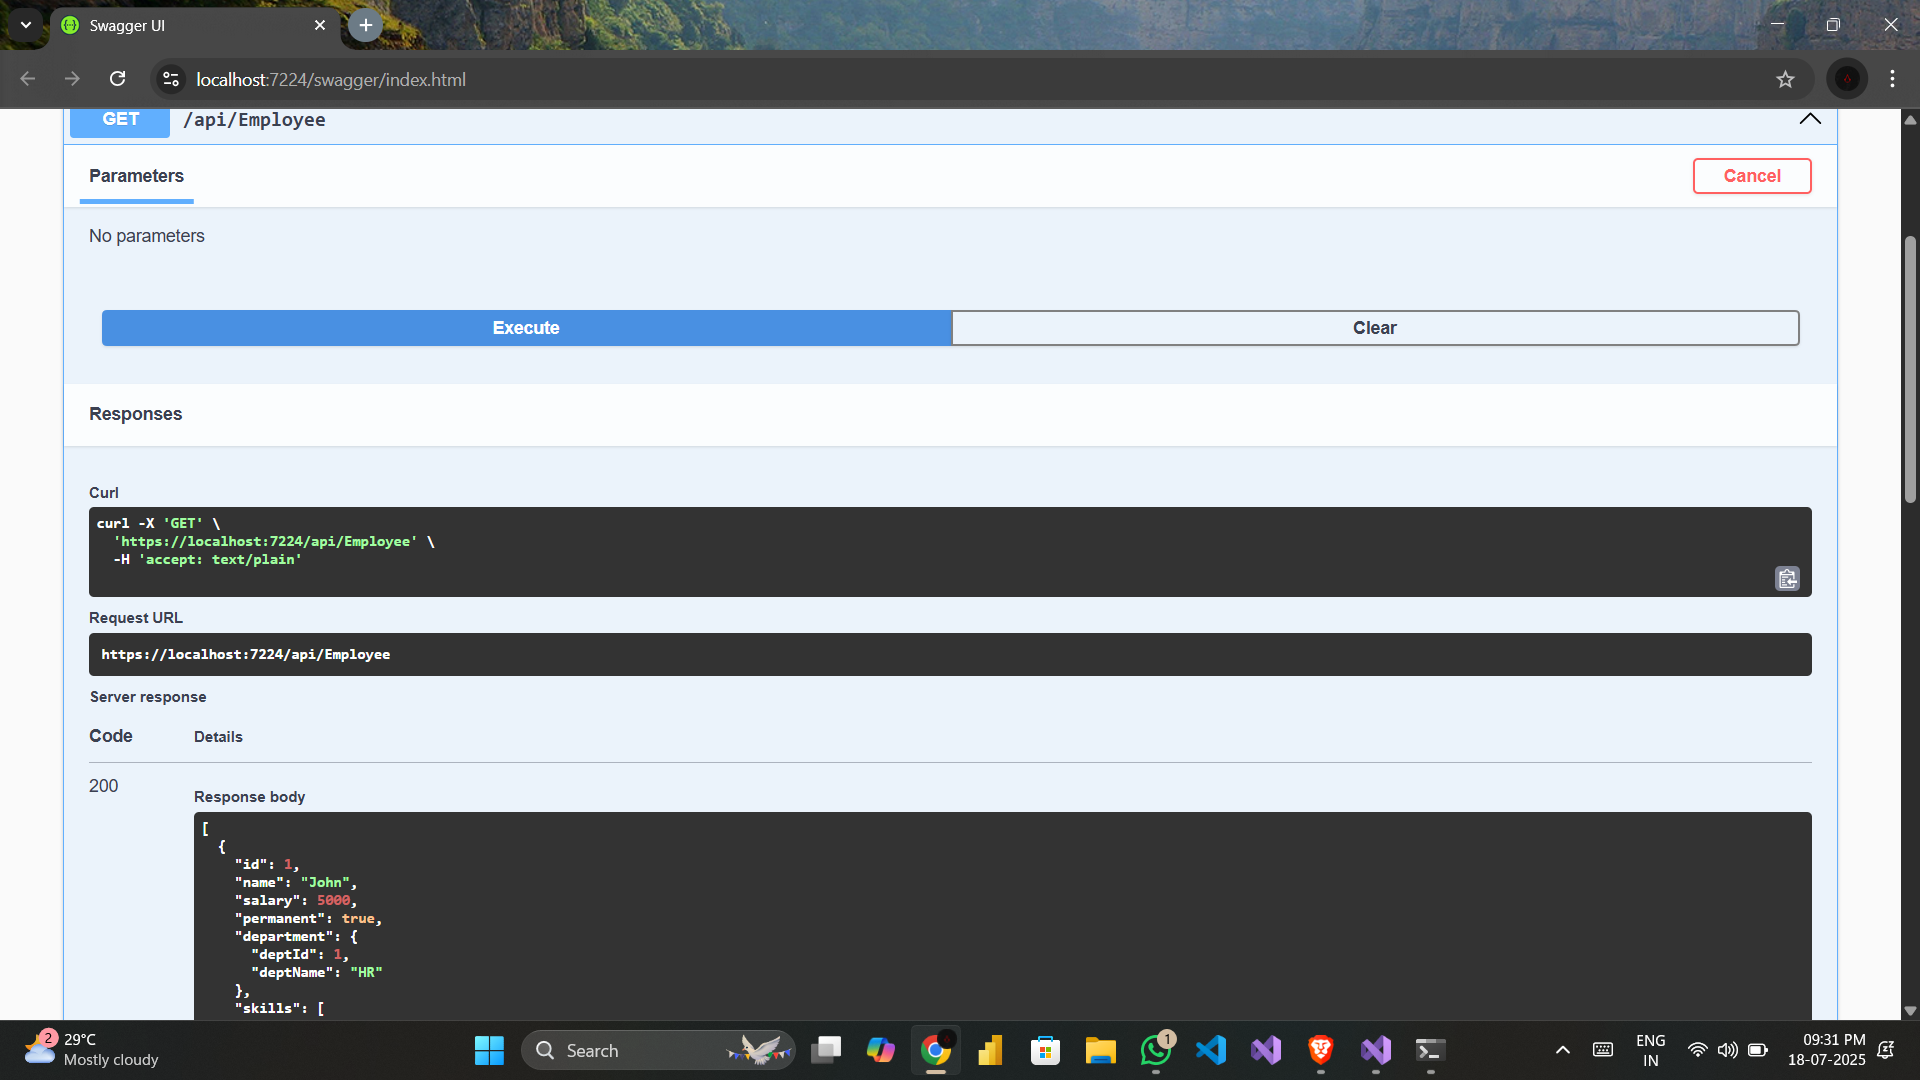 Swagger UI
localhost:7224/swagger/index.html
GET /api/Employee
Parameters
Cancel
No parameters
Execute
Clear
Responses
Curl
curl -X 'GET' \
'https://localhost:7224/api/Employee' \
-H 'accept: text/plain'
Request URL
https://localhost:7224/api/Employee
Server response
Code Details
200
Response body
[
{
"id": 1,
"name": "John",
"salary": 5000,
"permanent": true,
"department": {
"deptId": 1,
"deptName": "HR"
},
"skills": [
2
29°C
Mostly cloudy
Search
1
ENG
IN
09:31 PM
18-07-2025